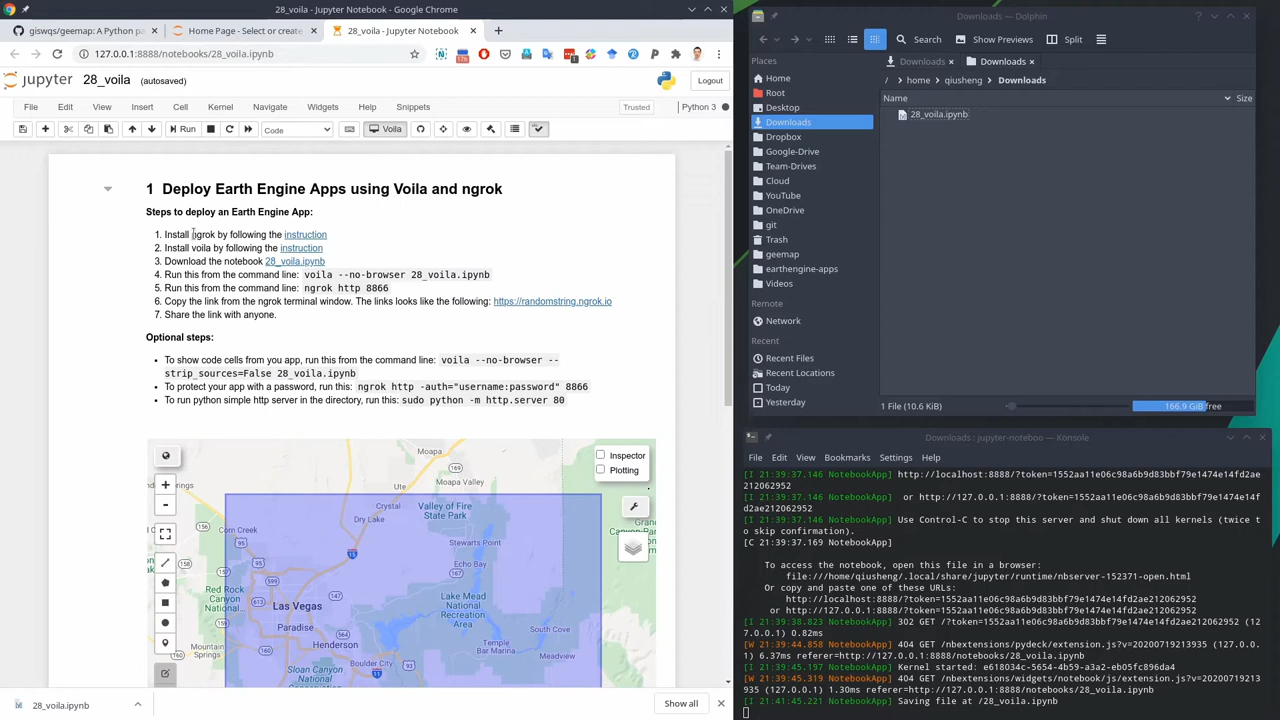 28_voila - Jupyter Notebook - Google Chrome
giswqs/geemap: A Python pa
Home Page - Select or create
28_voila - Jupyter Notebook
127.0.0.1:8888/notebooks/28_voila.ipynb
jupyter 28_voila (autosaved)
Logout
File Edit View Insert Cell Kernel Navigate Widgets Help Snippets
Trusted Python 3
Run Code Voila
1 Deploy Earth Engine Apps using Voila and ngrok
Steps to deploy an Earth Engine App:
1. Install ngrok by following the instruction
2. Install voila by following the instruction
3. Download the notebook 28_voila.ipynb
4. Run this from the command line: voila --no-browser 28_voila.ipynb
5. Run this from the command line: ngrok http 8866
6. Copy the link from the ngrok terminal window. The links looks like the following: https://randomstring.ngrok.io
7. Share the link with anyone.
Optional steps:
• To show code cells from you app, run this from the command line: voila --no-browser --
strip_sources=False 28_voila.ipynb
• To protect your app with a password, run this: ngrok http -auth="username:password" 8866
• To run python simple http server in the directory, run this: sudo python -m http.server 80
Moapa
Moapa Valley
169
Ute
Inspector
Plotting
Crystal
Dry Lake
Valley of Fire
State Park
Corn Creek
95
95
15
Stewarts Point
Echo Bay
167
Red Rock
Canyon
Las Vegas
Paradise
Lake Mead
National
Recreation
Area
564
Henderson
South Cove
Temple
Bar Marina
Meadview
Mountain
Springs
Boulder City
93
Sloan Canyon
National
11
28_voila.ipynb
Show all
Downloads — Dolphin
Search Show Previews Split
Places
Downloads
Downloads
/ home qiusheng Downloads
Name Size
28_voila.ipynb
Home
Root
Desktop
Downloads
Dropbox
Google-Drive
Team-Drives
Cloud
YouTube
OneDrive
git
Trash
geemap
earthengine-apps
Videos
Remote
Network
Recent
Recent Files
Recent Locations
Today
Yesterday
1 File (10.6 KiB)
166.9 GiB free
Downloads : jupyter-noteboo — Konsole
File Edit View Bookmarks Settings Help
[I 21:39:37.146 NotebookApp] http://localhost:8888/?token=1552aa11e06c98a6b9d83bbf79e1474e14fd2ae
212062952
[I 21:39:37.146 NotebookApp] or http://127.0.0.1:8888/?token=1552aa11e06c98a6b9d83bbf79e1474e14f
d2ae212062952
[I 21:39:37.146 NotebookApp] Use Control-C to stop this server and shut down all kernels (twice t
o skip confirmation).
[C 21:39:37.169 NotebookApp]
To access the notebook, open this file in a browser:
file:///home/qiusheng/.local/share/jupyter/runtime/nbserver-152371-open.html
Or copy and paste one of these URLs:
http://localhost:8888/?token=1552aa11e06c98a6b9d83bbf79e1474e14fd2ae212062952
or http://127.0.0.1:8888/?token=1552aa11e06c98a6b9d83bbf79e1474e14fd2ae212062952
[I 21:39:38.823 NotebookApp] 302 GET /?token=1552aa11e06c98a6b9d83bbf79e1474e14fd2ae212062952 (12
7.0.0.1) 0.82ms
[W 21:39:44.858 NotebookApp] 404 GET /nbextensions/pydeck/extension.js?v=20200719213935 (127.0.0.
1) 6.37ms referer=http://127.0.0.1:8888/notebooks/28_voila.ipynb
[I 21:39:45.197 NotebookApp] Kernel started: e618034c-5654-4b59-a3a2-eb05fc896da4
[W 21:39:45.319 NotebookApp] 404 GET /nbextensions/widgets/notebook/js/extension.js?v=20200719213
935 (127.0.0.1) 1.30ms referer=http://127.0.0.1:8888/notebooks/28_voila.ipynb
[I 21:41:45.221 NotebookApp] Saving file at /28_voila.ipynb